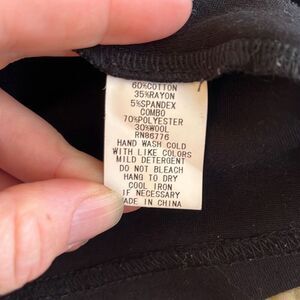 60%COTTON
35%RAYON
5%SPANDEX
COMBO
70%POLYESTER
30%WOOL
RN86776
HAND WASH COLD
WITH LIKE COLORS
MILD DETERGENT
DO NOT BLEACH
HANG TO DRY
COOL IRON
IF NECESSARY
MADE IN CHINA